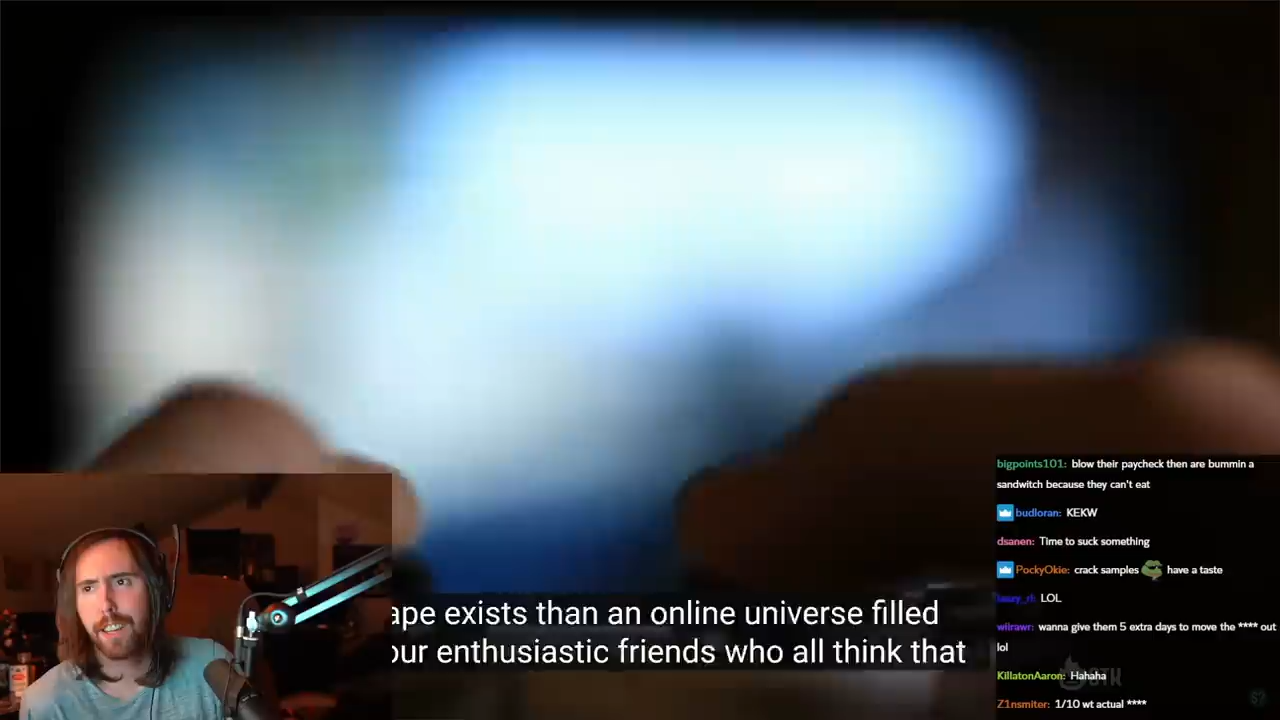 ape exists than an online universe filled
our enthusiastic friends who all think that
bigpoints101: blow their paycheck then are bummin a
sandwitch because they can't eat
budloran: KEKW
dsanen: Time to suck something
PockyOkie: crack samples have a taste
LOL
wilrawr: wanna give them 5 extra days to move the **** out
lol
KillatonAaron: Hahaha
Z1nsmiter: 1/10 wt actual ****